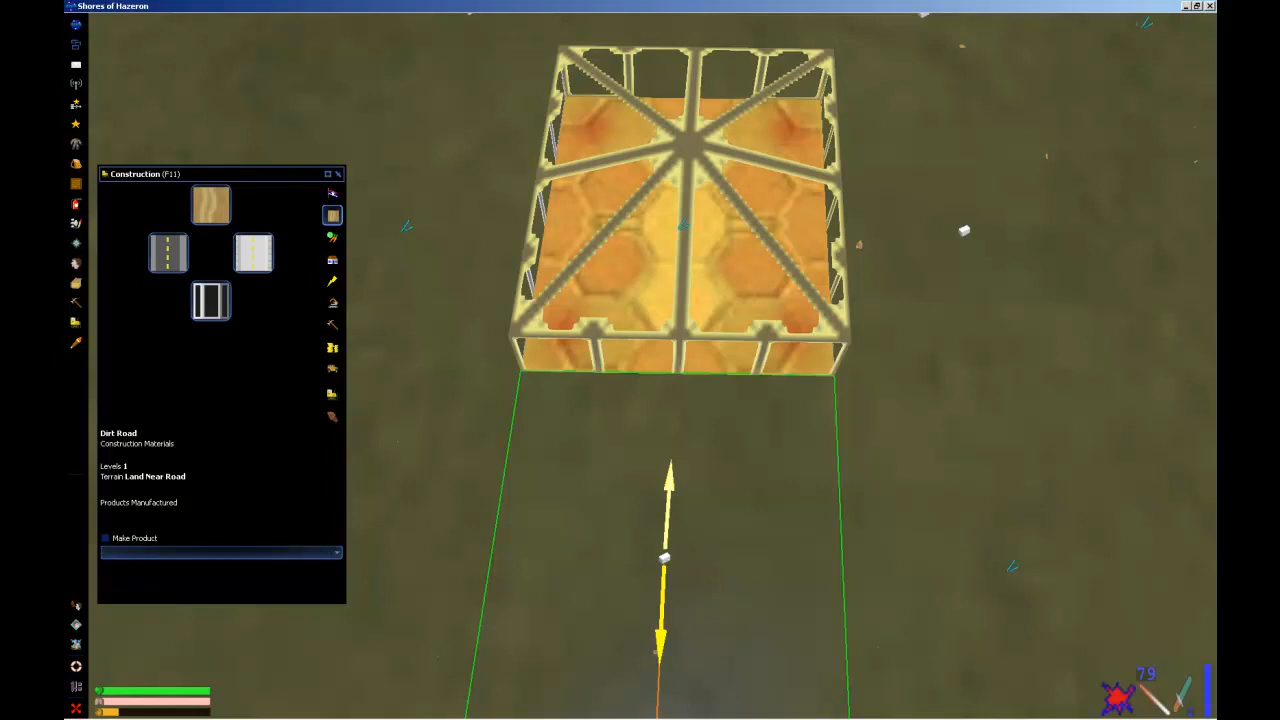 Shores of Hazeron
Construction (F11)
Dirt Road
Construction Materials
Levels 1
Terrain Land Near Road
Products Manufactured
Make Product
79